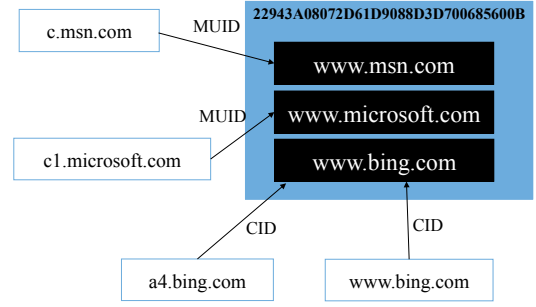 c.msn.com
MUID
22943A08072D61D9088D3D700685600B
www.msn.com
MUID
www.microsoft.com
c1.microsoft.com
www.bing.com
CID
CID
a4.bing.com
www.bing.com